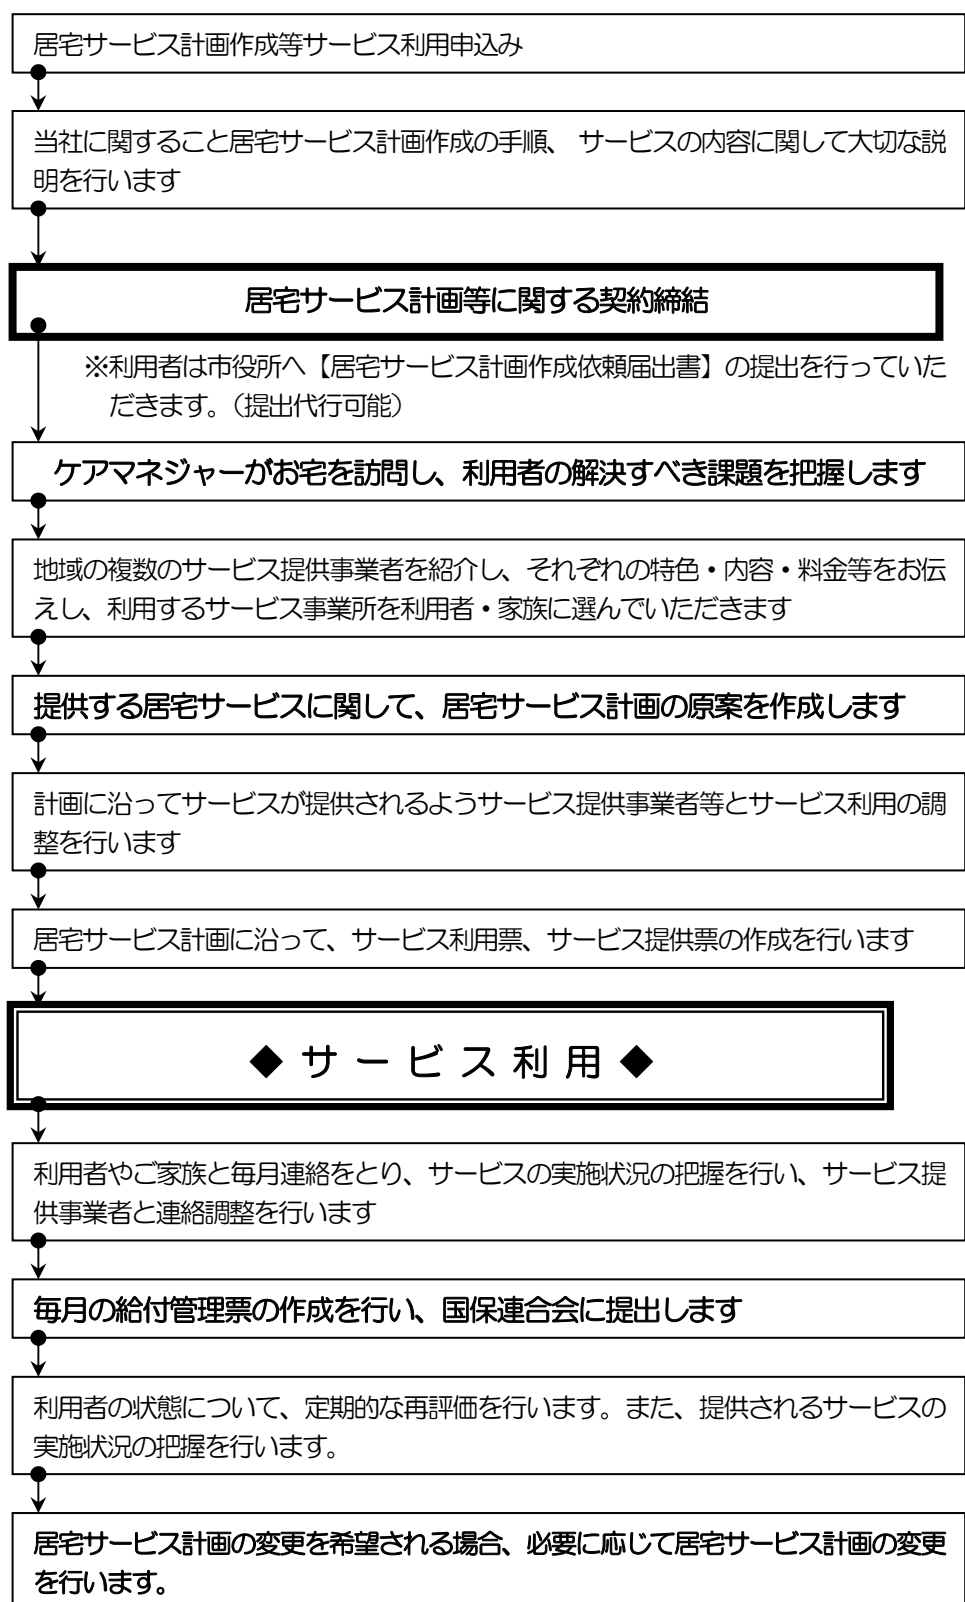 居宅サービス計画作成等サービス利用申込み
当社に関すること居宅サービス計画作成の手順、 サービスの内容に関して大切な説
明を行います
居宅サービス計画等に関する契約締結
※利用者は市役所へ【居宅サービス計画作成依頼届出書】の提出を行っていた
だきます。（提出代行可能）
ケアマネジャーがお宅を訪問し、利用者の解決すべき課題を把握します
地域の複数のサービス提供事業者を紹介し、それぞれの特色・内容・料金等をお伝
えし、利用するサービス事業所を利用者・家族に選んでいただきます
提供する居宅サービスに関して、居宅サービス計画の原案を作成します
計画に沿ってサービスが提供されるようサービス提供事業者等とサービス利用の調
整を行います
居宅サービス計画に沿って、サービス利用票、サービス提供票の作成を行います
◆ サ ー ビ ス 利 用 ◆
利用者やご家族と毎月連絡をとり、サービスの実施状況の把握を行い、サービス提
供事業者と連絡調整を行います
毎月の給付管理票の作成を行い、国保連合会に提出します
利用者の状態について、定期的な再評価を行います。また、提供されるサービスの
実施状況の把握を行います。
居宅サービス計画の変更を希望される場合、必要に応じて居宅サービス計画の変更
を行います。